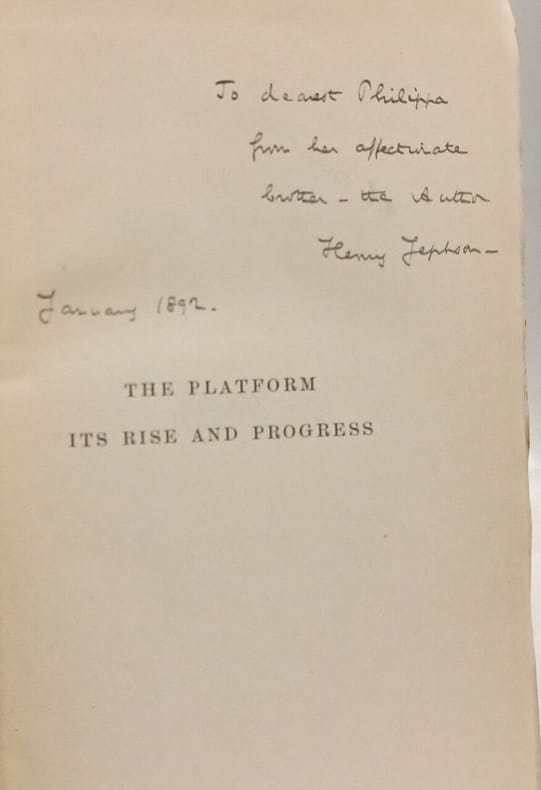 To dearest Philippa
from her affectionate
brother - the Author
Henry Jephson -
January 1892.
THE PLATFORM
ITS RISE AND PROGRESS